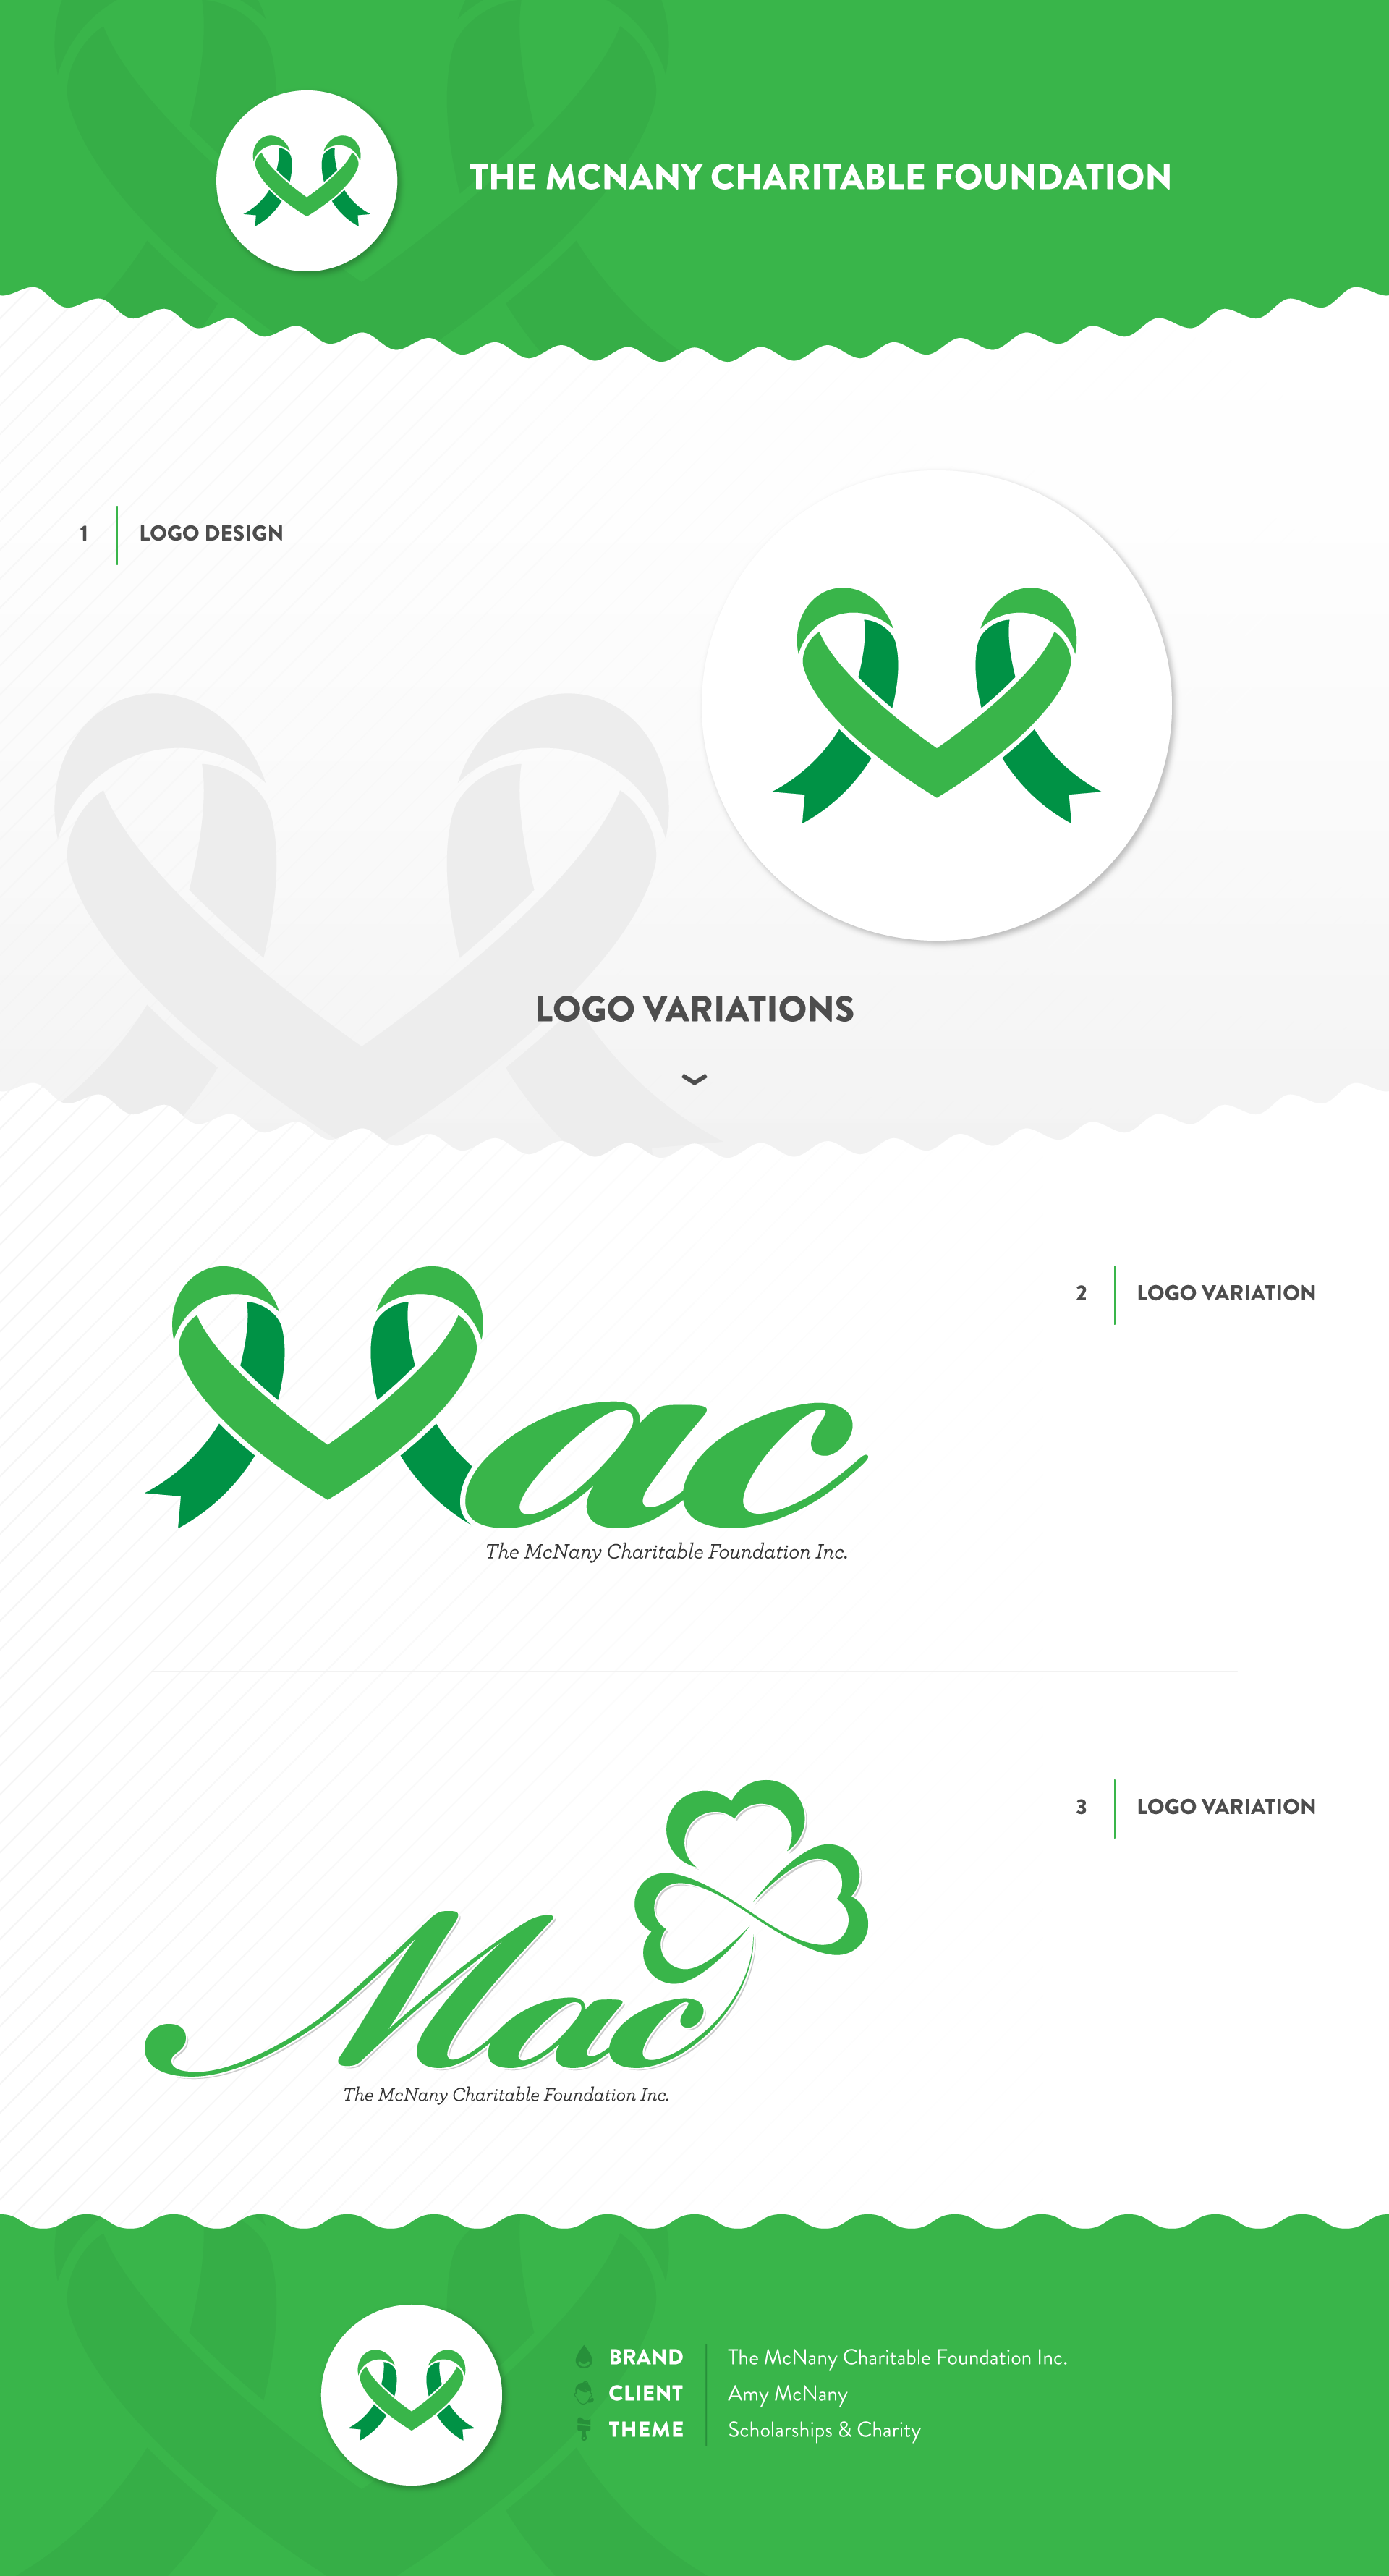 THE MCNANY CHARITABLE FOUNDATION
1 LOGO DESIGN
LOGO VARIATIONS
2 LOGO VARIATION
ac
The McNany Charitable Foundation Inc.
3 LOGO VARIATION
Mac
The McNany Charitable Foundation Inc.
BRAND The McNany Charitable Foundation Inc.
CLIENT Amy McNany
THEME Scholarships & Charity